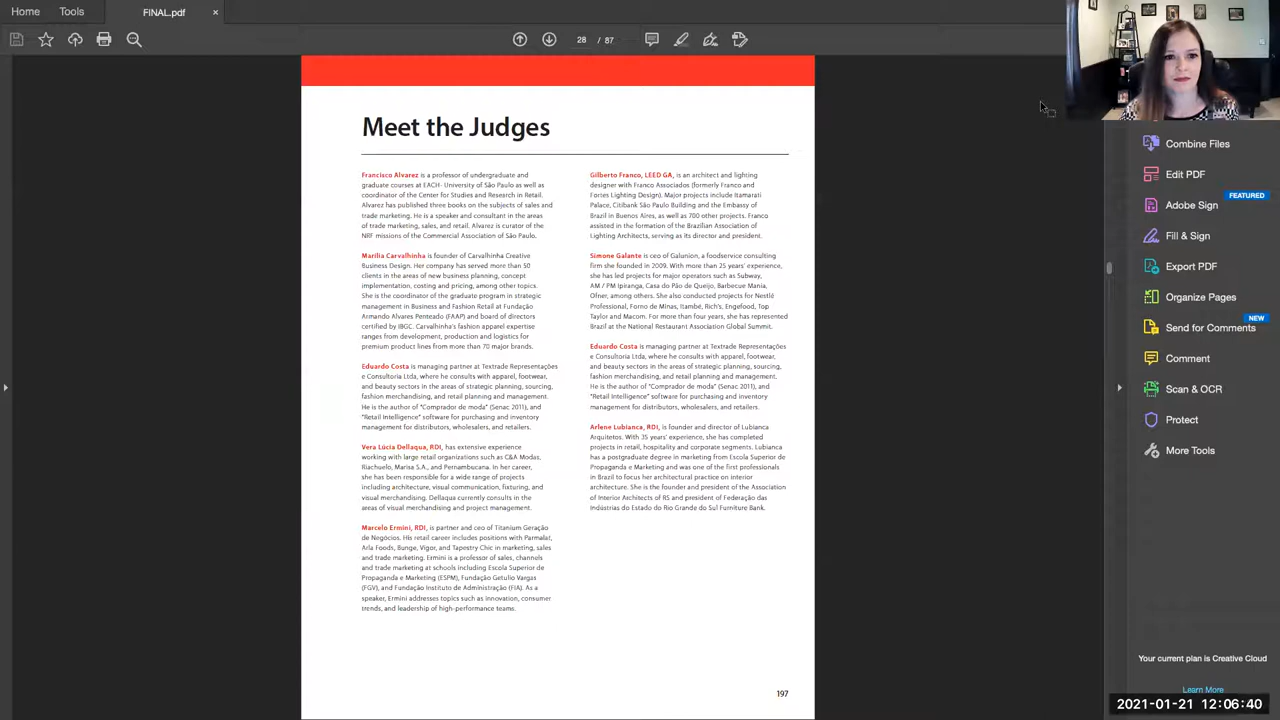 Home
Tools
FINAL.pdf
×
28 / 87
Meet the Judges
Francisco Alvarez is a professor of undergraduate and
graduate courses at EACH- University of São Paulo as well as
coordinator of the Center for Studies and Research in Retail.
Alvarez has published three books on the subjects of sales and
trade marketing. He is a speaker and consultant in the areas
of trade marketing, sales, and retail. Alvarez is curator of the
NRF missions of the Commercial Association of São Paulo.
Marília Carvalhinha is founder of Carvalhinha Creative
Business Design. Her company has served more than 50
clients in the areas of new business planning, concept
implementation, costing and pricing, among other topics.
She is the coordinator of the graduate program in strategic
management in Business and Fashion Retail at Fundação
Armando Alvares Penteado (FAAP) and board of directors
certified by IBGC. Carvalhinha's fashion apparel expertise
ranges from development, production and logistics for
premium product lines from more than 70 major brands.
Eduardo Costa is managing partner at Textrade Representações
e Consultoria Ltda, where he consults with apparel, footwear,
and beauty sectors in the areas of strategic planning, sourcing,
fashion merchandising, and retail planning and management.
He is the author of "Comprador de moda" (Senac 2011), and
"Retail Intelligence" software for purchasing and inventory
management for distributors, wholesalers, and retailers.
Vera Lúcia Dellaqua, RDI, has extensive experience
working with large retail organizations such as C&A Modas,
Riachuelo, Marisa S.A., and Pernambucana. In her career,
she has been responsible for a wide range of projects
including architecture, visual communication, fixturing, and
visual merchandising. Dellaqua currently consults in the
areas of visual merchandising and project management.
Marcelo Ermini, RDI, is partner and ceo of Titanium Geração
de Negócios. His retail career includes positions with Parmalat,
Arla Foods, Bunge, Vigor, and Tapestry Chic in marketing, sales
and trade marketing. Ermini is a professor of sales, channels
and trade marketing at schools including Escola Superior de
Propaganda e Marketing (ESPM), Fundação Getulio Vargas
(FGV), and Fundação Instituto de Administração (FIA). As a
speaker, Ermini addresses topics such as innovation, consumer
trends, and leadership of high-performance teams.
Gilberto Franco, LEED GA, is an architect and lighting
designer with Franco Associados (formerly Franco and
Fortes Lighting Design). Major projects include Itamarati
Palace, Citibank São Paulo Building and the Embassy of
Brazil in Buenos Aires, as well as 700 other projects. Franco
assisted in the formation of the Brazilian Association of
Lighting Architects, serving as its director and president.
Simone Galante is ceo of Galunion, a foodservice consulting
firm she founded in 2009. With more than 25 years' experience,
she has led projects for major operators such as Subway,
AM / PM Ipiranga, Casa do Pão de Queijo, Barbecue Mania,
Ofner, among others. She also conducted projects for Nestlé
Professional, Forno de Minas, Itambé, Rich's, Engefood, Top
Taylor and Macom. For more than four years, she has represented
Brazil at the National Restaurant Association Global Summit.
Eduardo Costa is managing partner at Textrade Representações
e Consultoria Ltda, where he consults with apparel, footwear,
and beauty sectors in the areas of strategic planning, sourcing,
fashion merchandising, and retail planning and management.
He is the author of "Comprador de moda" (Senac 2011), and
"Retail Intelligence" software for purchasing and inventory
management for distributors, wholesalers, and retailers.
Arlene Lubianca, RDI, is founder and director of Lubianca
Arquitetos. With 35 years' experience, she has completed
projects in retail, hospitality and corporate segments. Lubianca
has a postgraduate degree in marketing from Escola Superior de
Propaganda e Marketing and was one of the first professionals
in Brazil to focus her architectural practice on interior
architecture. She is the founder and president of the Association
of Interior Architects of RS and president of Federação das
Indústrias do Estado do Rio Grande do Sul Furniture Bank.
197
Combine Files
Edit PDF
FEATURED
Adobe Sign
Fill & Sign
Export PDF
Organize Pages
NEW
Send for Comments
Comment
Scan & OCR
Protect
More Tools
Your current plan is Creative Cloud
Learn More
2021-01-21 12:06:40